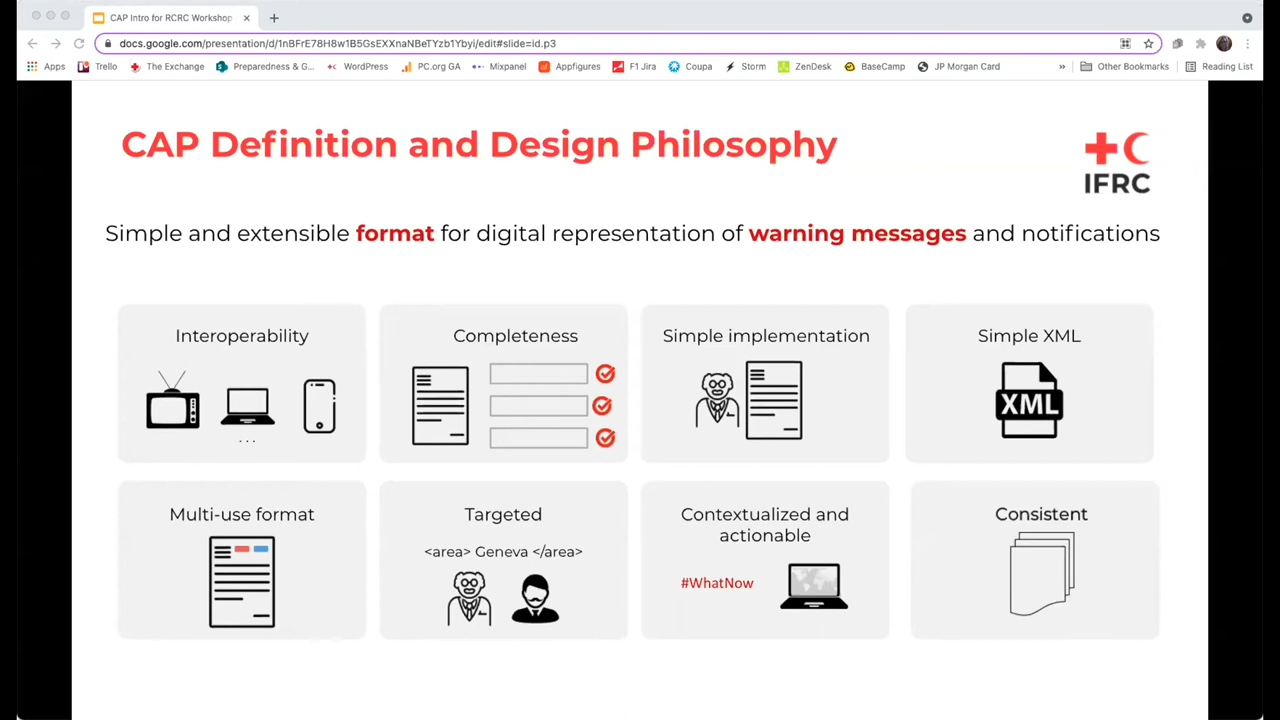 CAP Intro for RCRC Workshop
docs.google.com/presentation/d/1nBFrE78H8w1B5GsEXXnaNBeTYzb1Ybyi/edit#slide=id.p3
Apps Trello The Exchange Preparedness & G... WordPress PC.org GA Mixpanel Appfigures F1 Jira Coupa Storm ZenDesk BaseCamp JP Morgan Card » Other Bookmarks Reading List
CAP Definition and Design Philosophy
IFRC
Simple and extensible format for digital representation of warning messages and notifications
Interoperability
...
Completeness
Simple implementation
Simple XML
XML
Multi-use format
Targeted
<area> Geneva </area>
Contextualized and
actionable
#WhatNow
Consistent